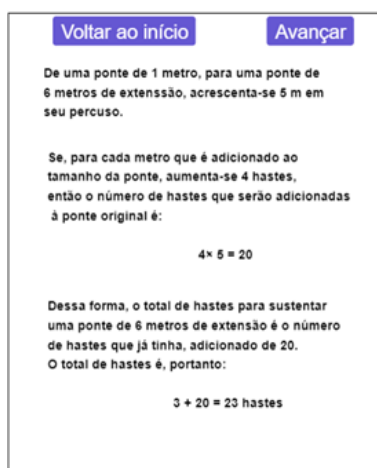 Voltar ao início
Avançar
De uma ponte de 1 metro, para uma ponte de
6 metros de extenssão, acrescenta-se 5 m em
seu percuso.
Se, para cada metro que é adicionado ao
tamanho da ponte, aumenta-se 4 hastes,
então o número de hastes que serão adicionadas
à ponte original é:
4× 5 = 20
Dessa forma, o total de hastes para sustentar
uma ponte de 6 metros de extensão é o número
de hastes que já tinha, adicionado de 20.
O total de hastes é, portanto:
3 + 20 = 23 hastes